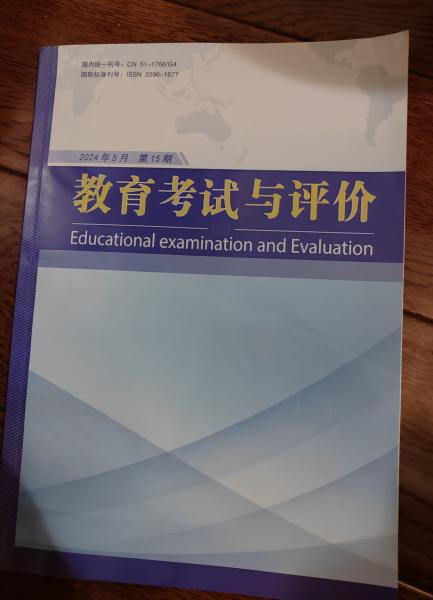 国内统一刊号：CN 51-1766/G4
国际标准刊号：ISSN 2096-1677
2024年5月 第15期
教育考试与评价
Educational examination and Evaluation